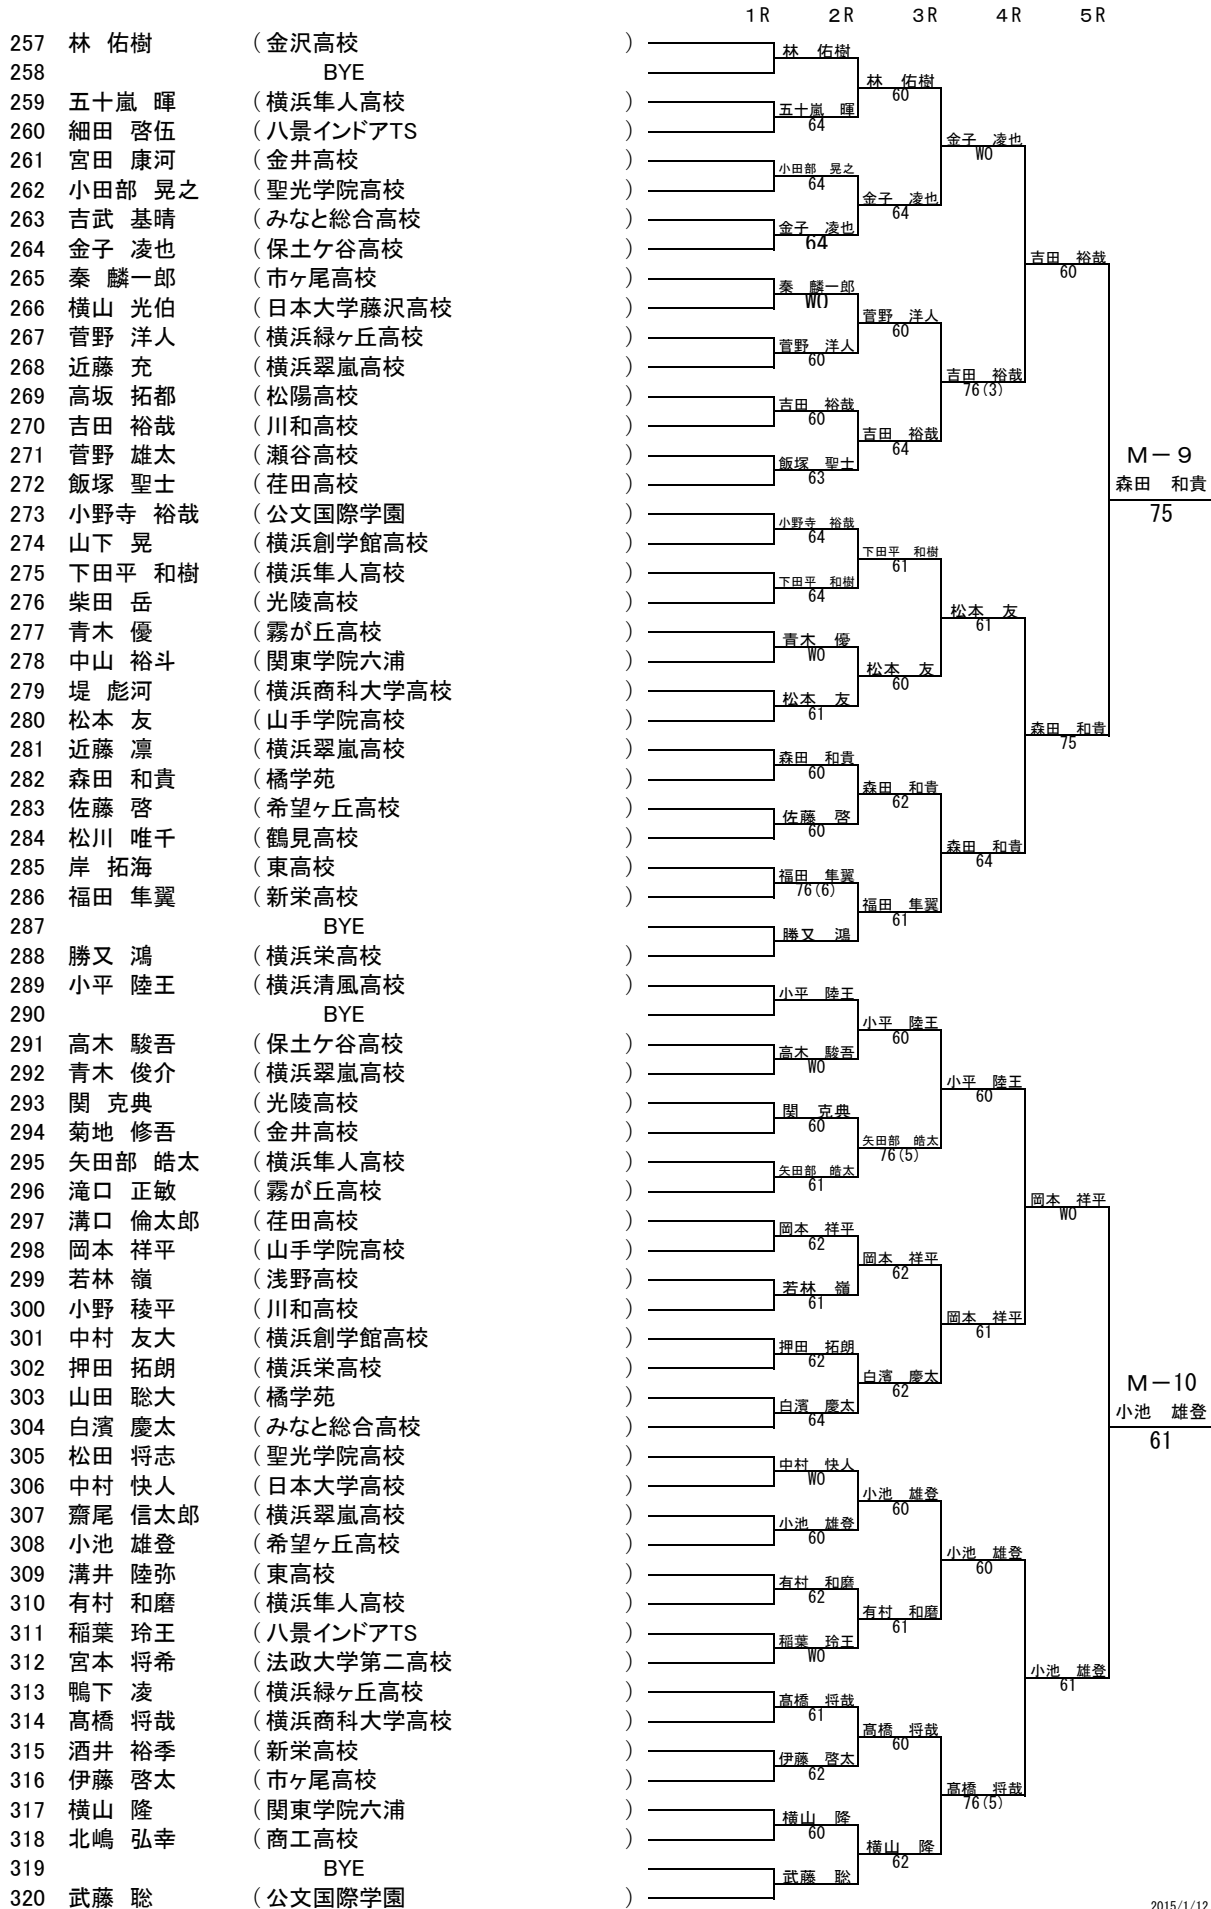 1R 2R 3R 4R 5R
257 林 佑樹 (金沢高校)
258 BYE
259 五十嵐 暉 (横浜隼人高校)
260 細田 啓伍 (八景インドアTS)
261 宮田 康河 (金井高校)
262 小田部 晃之 (聖光学院高校)
263 吉武 基晴 (みなと総合高校)
264 金子 凌也 (保土ケ谷高校)
265 秦 麟一郎 (市ヶ尾高校)
266 横山 光伯 (日本大学藤沢高校)
267 菅野 洋人 (横浜緑ヶ丘高校)
268 近藤 充 (横浜翠嵐高校)
269 高坂 拓都 (松陽高校)
270 吉田 裕哉 (川和高校)
271 菅野 雄太 (瀬谷高校)
272 飯塚 聖士 (荏田高校)
273 小野寺 裕哉 (公文国際学園)
274 山下 晃 (横浜創学館高校)
275 下田平 和樹 (横浜隼人高校)
276 柴田 岳 (光陵高校)
277 青木 優 (霧が丘高校)
278 中山 裕斗 (関東学院六浦)
279 堤 彪河 (横浜商科大学高校)
280 松本 友 (山手学院高校)
281 近藤 凛 (横浜翠嵐高校)
282 森田 和貴 (橘学苑)
283 佐藤 啓 (希望ヶ丘高校)
284 松川 唯千 (鶴見高校)
285 岸 拓海 (東高校)
286 福田 隼翼 (新栄高校)
287 BYE
288 勝又 鴻 (横浜栄高校)
289 小平 陸王 (横浜清風高校)
290 BYE
291 高木 駿吾 (保土ケ谷高校)
292 青木 俊介 (横浜翠嵐高校)
293 関 克典 (光陵高校)
294 菊地 修吾 (金井高校)
295 矢田部 皓太 (横浜隼人高校)
296 滝口 正敏 (霧が丘高校)
297 溝口 倫太郎 (荏田高校)
298 岡本 祥平 (山手学院高校)
299 若林 嶺 (浅野高校)
300 小野 稜平 (川和高校)
301 中村 友大 (横浜創学館高校)
302 押田 拓朗 (横浜栄高校)
303 山田 聡大 (橘学苑)
304 白濱 慶太 (みなと総合高校)
305 松田 将志 (聖光学院高校)
306 中村 快人 (日本大学高校)
307 齋尾 信太郎 (横浜翠嵐高校)
308 小池 雄登 (希望ヶ丘高校)
309 溝井 陸弥 (東高校)
310 有村 和磨 (横浜隼人高校)
311 稲葉 玲王 (八景インドアTS)
312 宮本 将希 (法政大学第二高校)
313 鴨下 凌 (横浜緑ヶ丘高校)
314 髙橋 将哉 (横浜商科大学高校)
315 酒井 裕季 (新栄高校)
316 伊藤 啓太 (市ヶ尾高校)
317 横山 隆 (関東学院六浦)
318 北嶋 弘幸 (商工高校)
319 BYE
320 武藤 聡 (公文国際学園)
林 佑樹
五十嵐 暉
64
小田部 晃之
64
金子 凌也
64
秦 麟一郎
WO
菅野 洋人
60
吉田 裕哉
60
飯塚 聖士
63
小野寺 裕哉
64
下田平 和樹
64
青木 優
WO
松本 友
61
森田 和貴
60
佐藤 啓
60
福田 隼翼
76(6)
勝又 鴻
小平 陸王
高木 駿吾
WO
関 克典
60
矢田部 皓太
61
岡本 祥平
62
若林 嶺
61
押田 拓朗
62
白濱 慶太
64
中村 快人
WO
小池 雄登
60
有村 和磨
62
稲葉 玲王
WO
髙橋 将哉
61
伊藤 啓太
62
横山 隆
60
武藤 聡
林 佑樹
60
金子 凌也
64
菅野 洋人
60
吉田 裕哉
64
下田平 和樹
61
松本 友
60
森田 和貴
62
福田 隼翼
61
小平 陸王
60
矢田部 皓太
76(5)
岡本 祥平
62
白濱 慶太
62
小池 雄登
60
有村 和磨
61
髙橋 将哉
60
横山 隆
62
金子 凌也
WO
吉田 裕哉
76(3)
松本 友
61
森田 和貴
64
小平 陸王
60
岡本 祥平
61
小池 雄登
60
髙橋 将哉
76(5)
吉田 裕哉
60
森田 和貴
75
岡本 祥平
WO
小池 雄登
61
M－9
森田 和貴
75
M－10
小池 雄登
61
2015/1/12